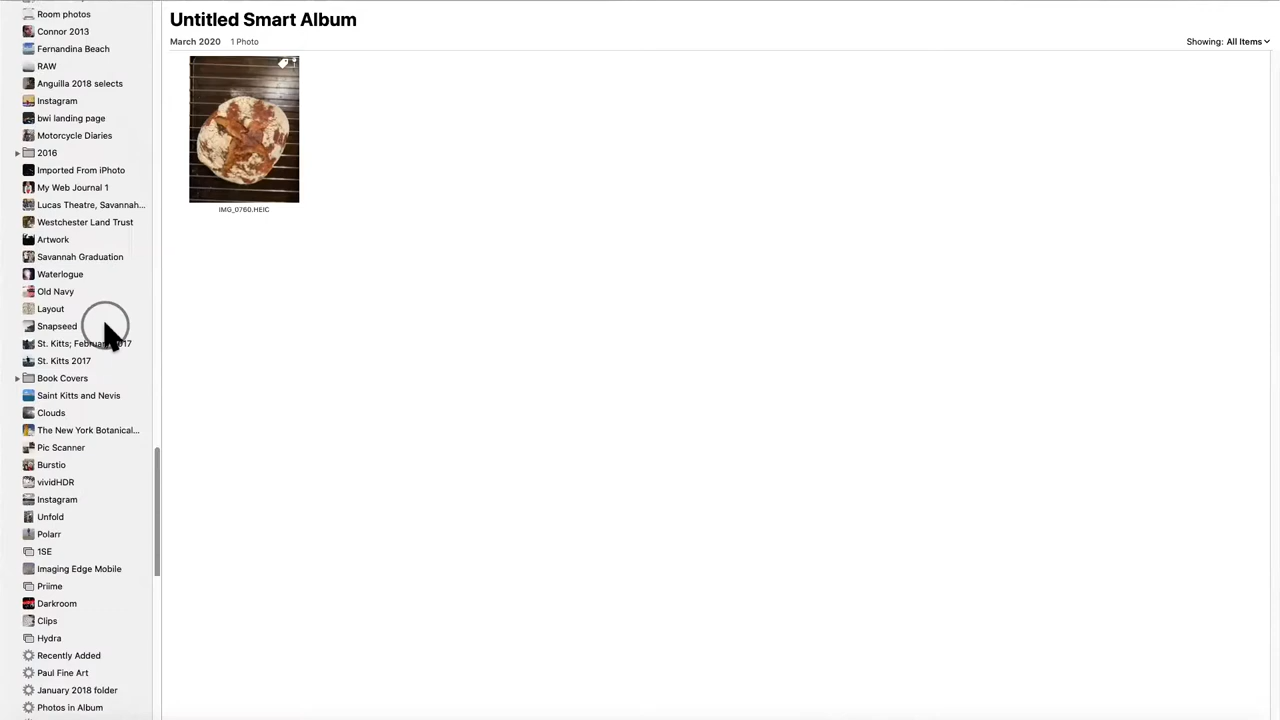 Room photos
Connor 2013
Fernandina Beach
RAW
Anguilla 2018 selects
Instagram
bwi landing page
Motorcycle Diaries
2016
Imported From iPhoto
My Web Journal 1
Lucas Theatre, Savannah...
Westchester Land Trust
Artwork
Savannah Graduation
Waterlogue
Old Navy
Layout
Snapseed
St. Kitts; 17
St. Kitts 2017
Book Covers
Saint Kitts and Nevis
Clouds
The New York Botanical...
Pic Scanner
Burstio
vividHDR
Instagram
Unfold
Polarr
1SE
Imaging Edge Mobile
Priime
Darkroom
Clips
Hydra
Recently Added
Paul Fine Art
January 2018 folder
Photos in Album
Untitled Smart Album
March 2020 1 Photo
Showing: All Items
IMG_0760.HEIC